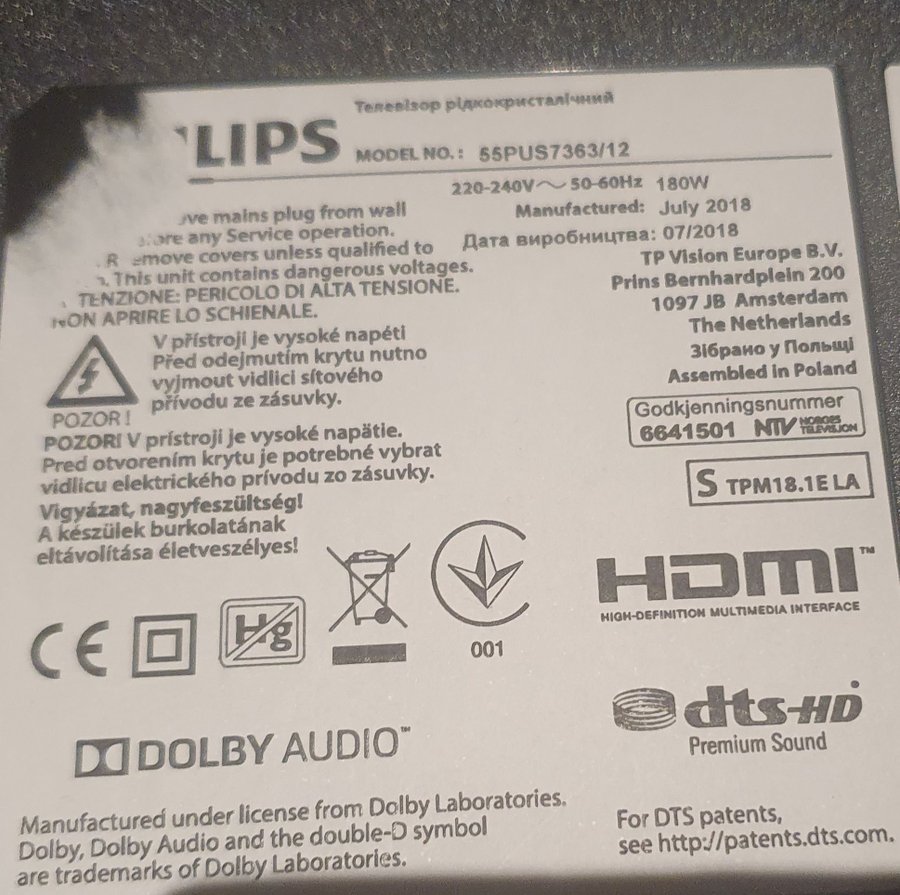 Телевізор рідкокристалічний
LIPS
MODEL NO.: 55PUS7363/12
220-240V～ 50-60Hz 180W
Manufactured: July 2018
Дата виробництва: 07/2018
TP Vision Europe B.V.
Prins Bernhardplein 200
1097 JB Amsterdam
The Netherlands
Зібрано у Польщі
Assembled in Poland
mains plug from wall
any Service operation.
covers unless qualified to
This unit contains dangerous voltages.
TENZIONE: PERICOLO DI ALTA TENSIONE.
NON APRIRE LO SCHIENALE.
V přístroji je vysoké napětí
Před odejmutím krytu nutno
vyjmout vidlici síťového
přívodu ze zásuvky.
POZOR!
POZOR! V prístroji je vysoké napätie.
Pred otvorením krytu je potrebné vybrat
vidlicu elektrického prívodu zo zásuvky.
Vigyázat, nagyfeszültség!
A készülek burkolatának
eltávolítása életveszélyes!
Godkjenningsnummer
6641501 NTV NORGES TELEVISJON
S TPM18.1E LA
CE
Hg
001
HDMI™
HIGH-DEFINITION MULTIMEDIA INTERFACE
DOLBY AUDIO™
dts-HD
Premium Sound
Manufactured under license from Dolby Laboratories.
Dolby, Dolby Audio and the double-D symbol
are trademarks of Dolby Laboratories.
For DTS patents,
see http://patents.dts.com.